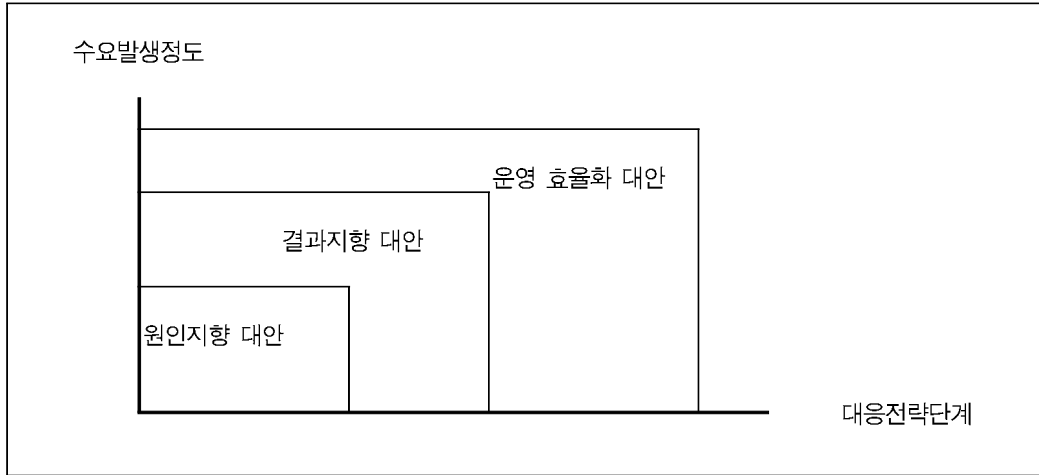 수요발생정도
운영 효율화 대안
결과지향 대안
원인지향 대안
대응전략단계